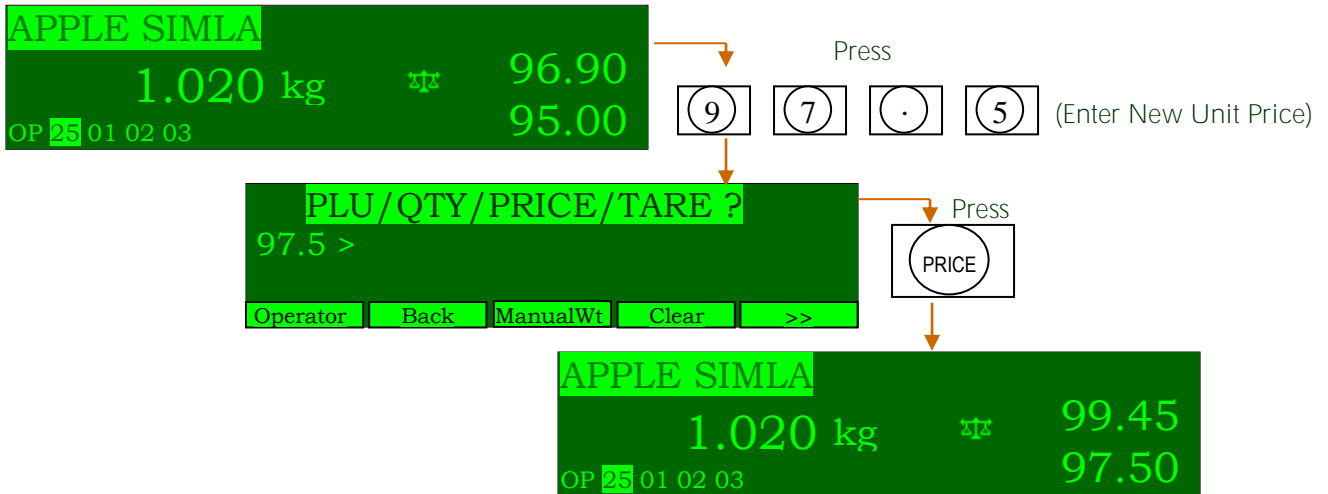 APPLE SIMLA
1.020 kg 96.90
95.00
OP 25 01 02 03
Press
9 7 . 5 (Enter New Unit Price)
PLU/QTY/PRICE/TARE ?
97.5 >
Operator Back ManualWt Clear >>
Press
PRICE
APPLE SIMLA
1.020 kg 99.45
97.50
OP 25 01 02 03